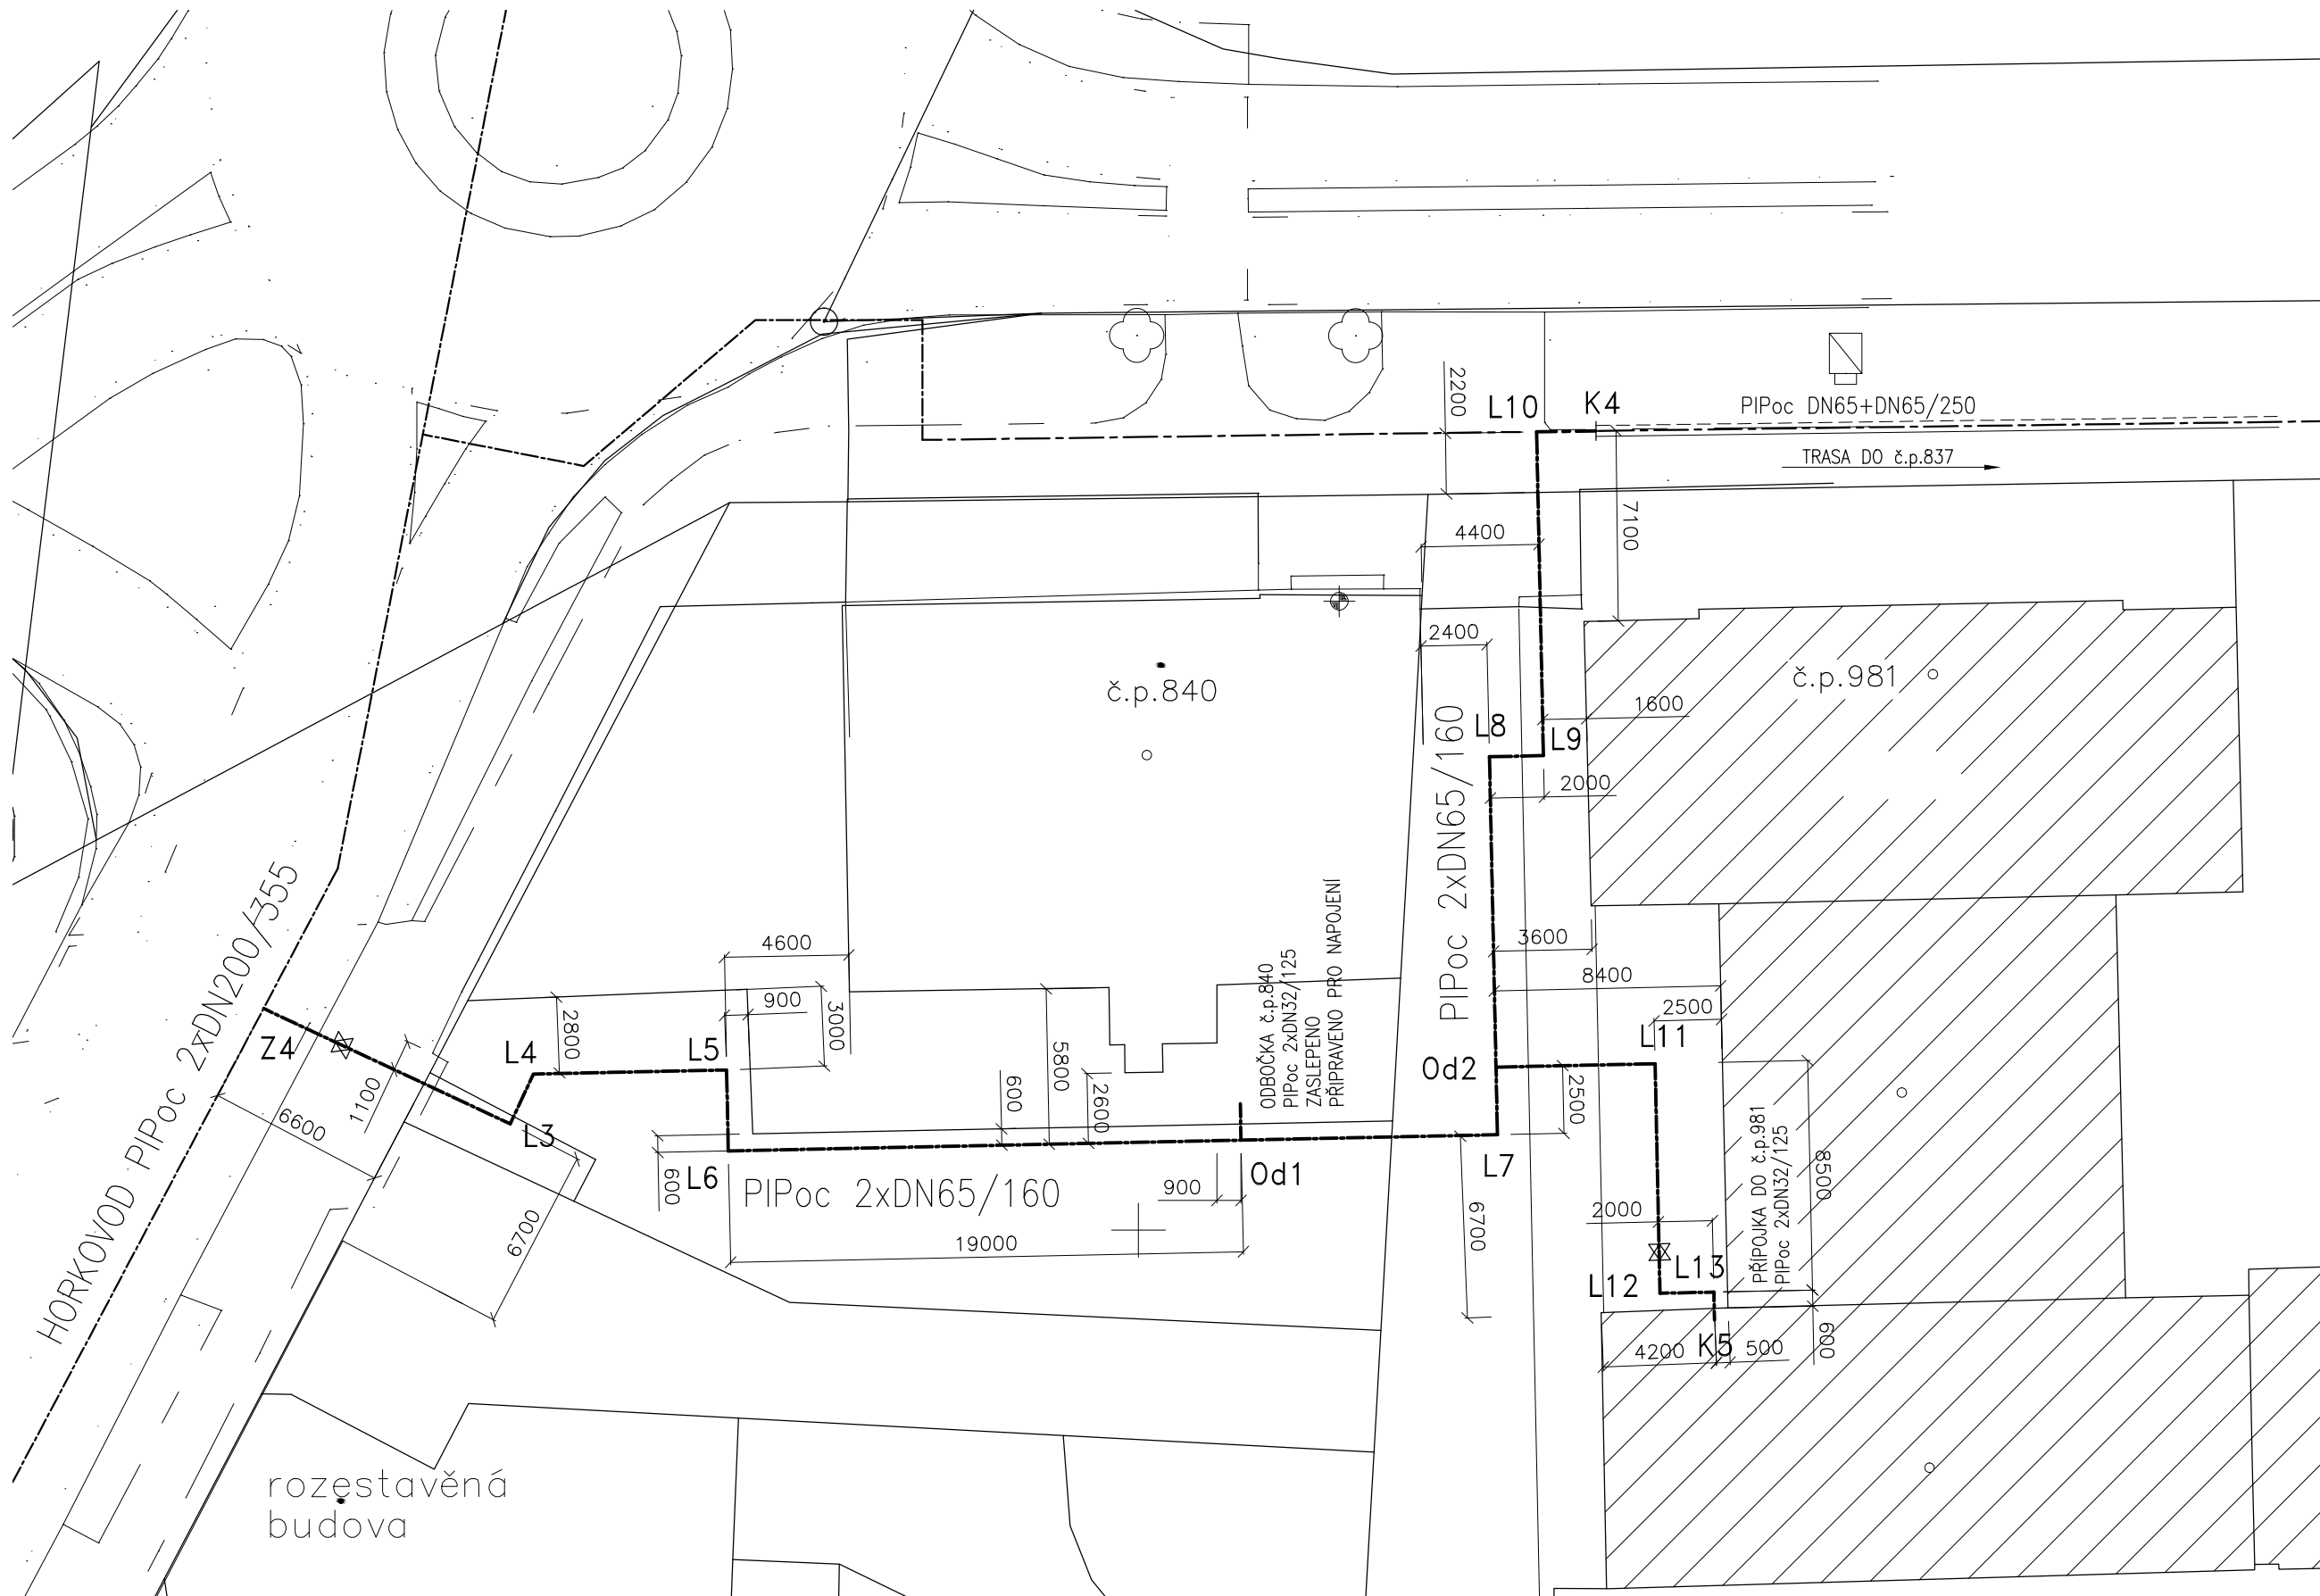 2200
L10
K4
PIPoc DN65+DN65/250
TRASA DO č.p.837
4400
7100
2400
č.p.840
č.p.981
1600
L8
L9
2000
PIPoc 2xDN65/160
HORKOVOD PIPoc 2xDN200/355
4600
900
3000
2800
5800
600
2600
ODBOČKA č.p.840
PIPoc 2xDN32/125
ZASLEPENO
PŘIPRAVENO PRO NAPOJENÍ
3600
8400
2500
L11
Z4
L4
L5
Od2
2500
1100
6600
L3
L6
600
PIPoc 2xDN65/160
900
Od1
L7
6700
6700
19000
2000
PŘÍPOJKA DO č.p.981
PIPoc 2xDN32/125
8500
L12
L13
4200
K5
500
600
rozestavěná
budova